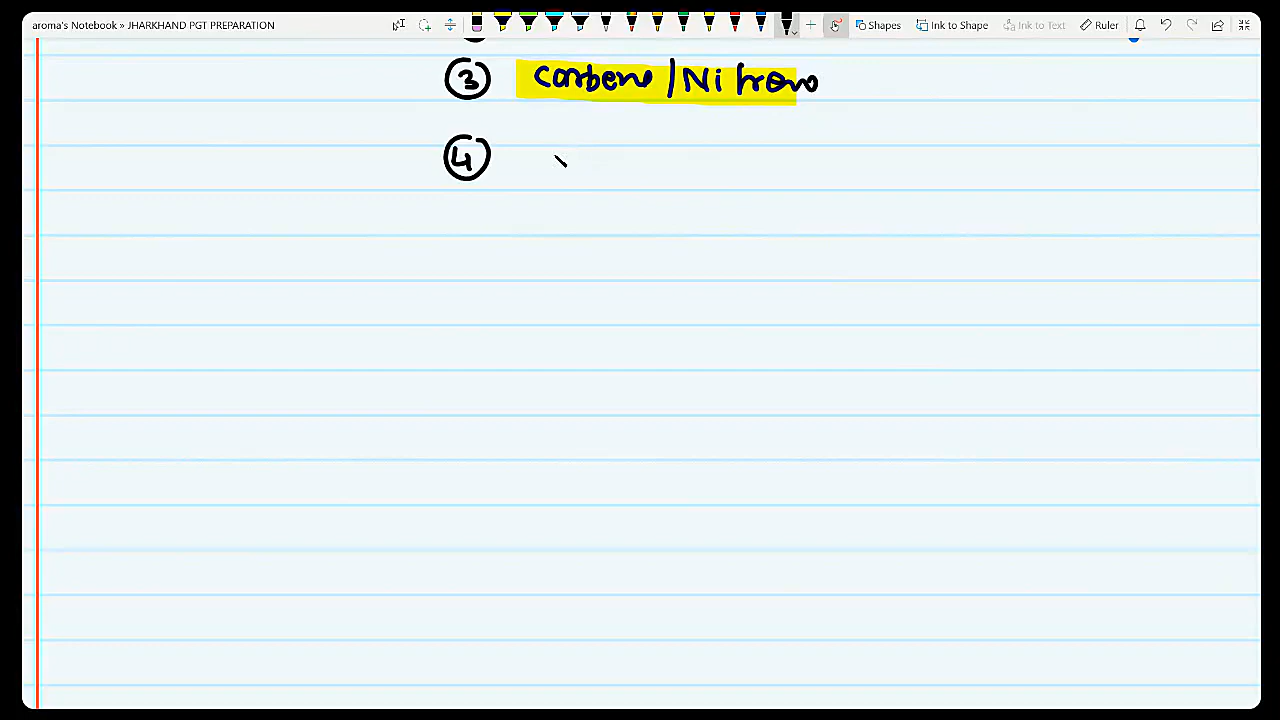 aroma's Notebook » JHARKHAND PGT PREPARATION Shapes Ink to Shape Ink to Text Ruler
3 Carbene/Nitrene
4